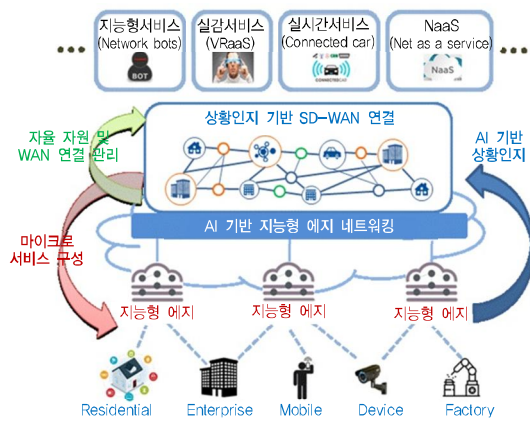 지능형서비스
(Network bots)
BOT
실감서비스
(VRaaS)
실시간서비스
(Connected car)
CONNECTEDCAR
NaaS
(Net as a service)
NaaS
상황인지 기반 SD-WAN 연결
자율 자원 및
WAN 연결 관리
AI 기반
상황인지
AI 기반 지능형 에지 네트워킹
마이크로
서비스 구성
지능형 에지
지능형 에지
지능형 에지
Residential
Enterprise
Mobile
Device
Factory